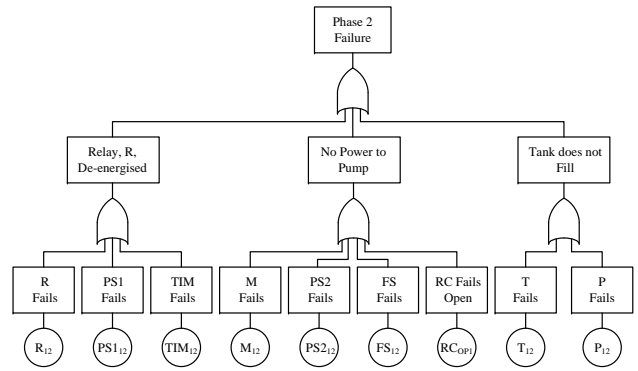 Phase 2
Failure
Relay, R,
De-energised
No Power to
Pump
Tank does not
Fill
R
Fails
PS1
Fails
TIM
Fails
M
Fails
PS2
Fails
FS
Fails
RC Fails
Open
T
Fails
P
Fails
R₁₂
PS1₁₂
TIM₁₂
M₁₂
PS2₁₂
FS₁₂
RC_OP1
T₁₂
P₁₂